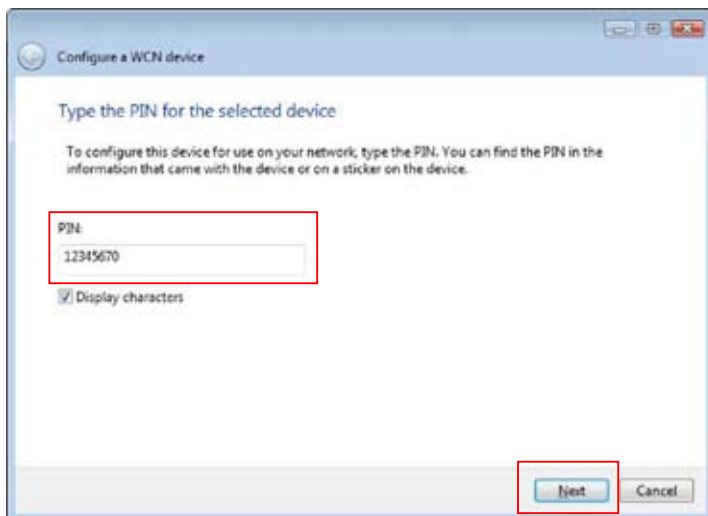 Configure a WCN device
Type the PIN for the selected device
To configure this device for use on your network, type the PIN. You can find the PIN in the
information that came with the device or on a sticker on the device.
PIN:
12345670
Display characters
Next Cancel